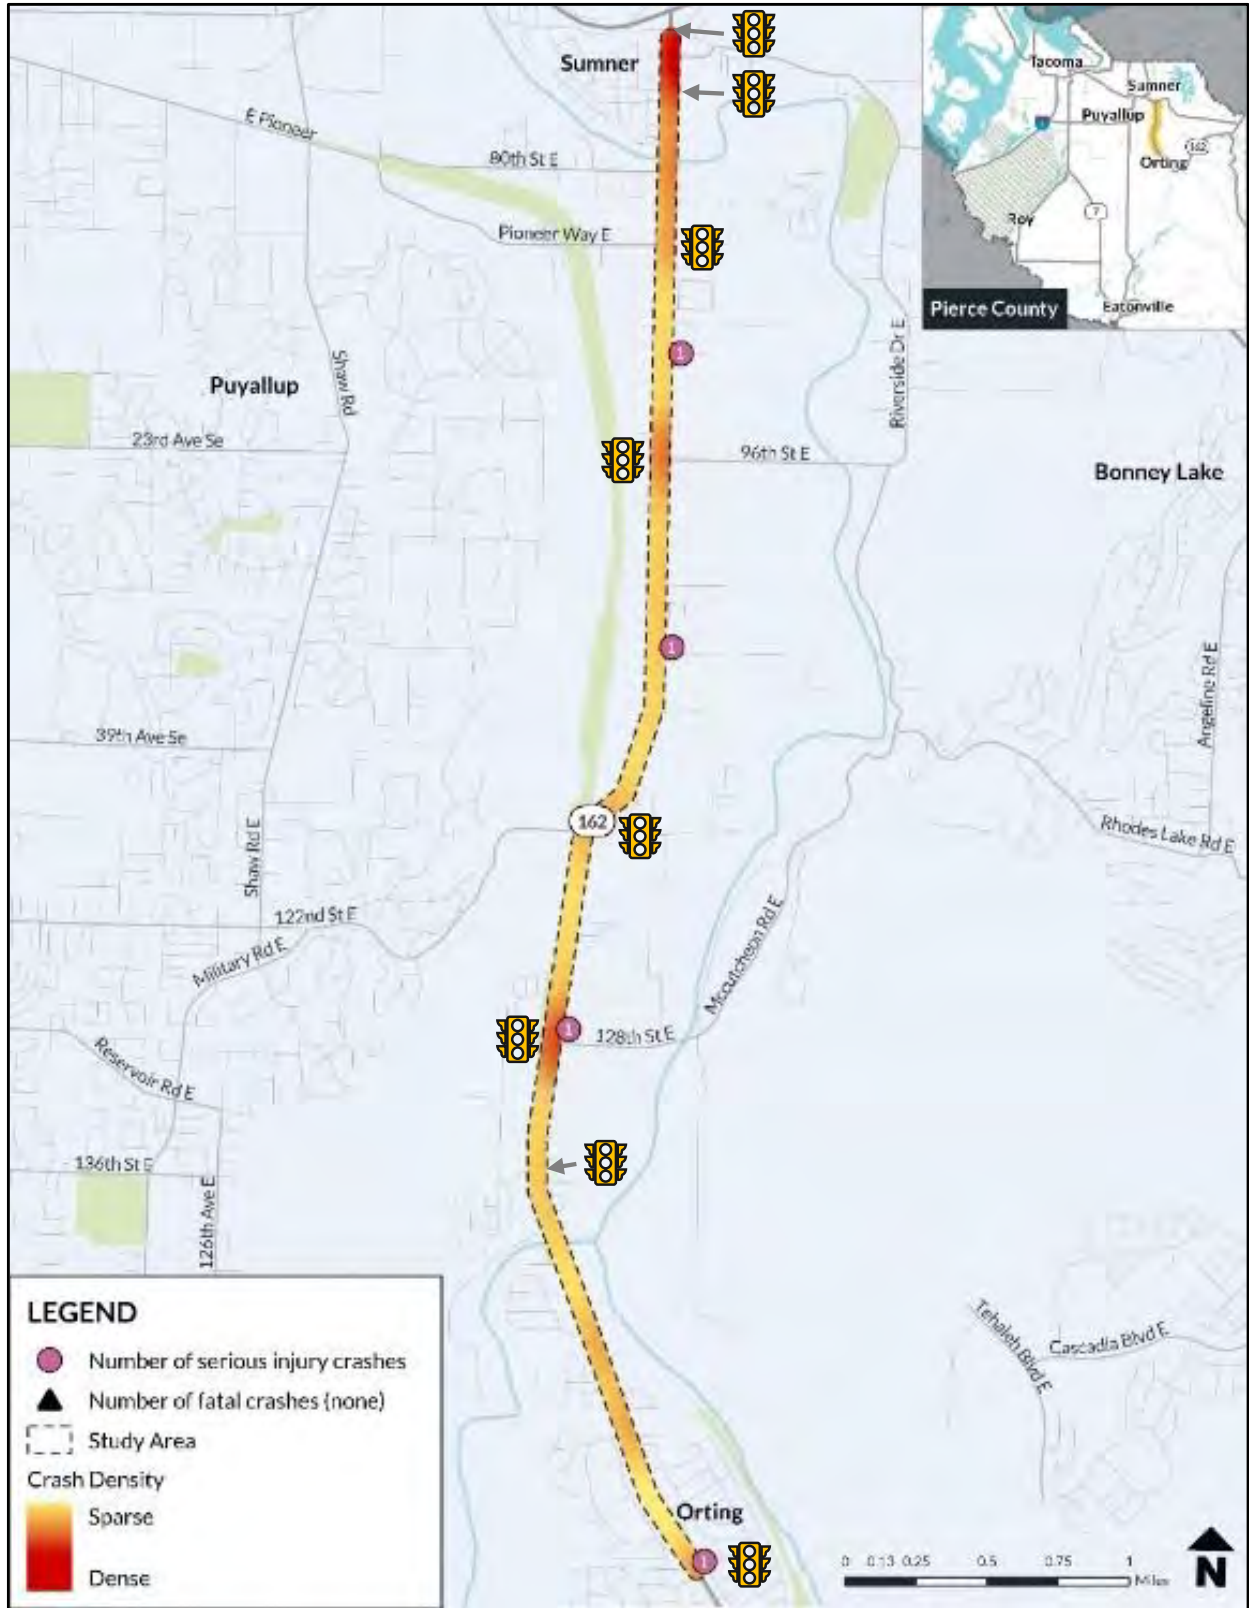 Sumner
E Pioneer
80th St E
Pioneer Way E
Puyallup
Shaw Rd
23rd Ave Se
96th St E
Riverside Dr E
Bonney Lake
39th Ave Se
Shaw Rd E
Angeline Rd E
162
Rhodes Lake Rd E
122nd St E
Military Rd E
Mccutcheon Rd E
128th St E
Reservoir Rd E
136th St E
126th Ave E
Tehaleh Blvd E
Cascadia Blvd E
Orting
1
1
1
1
Tacoma
Sumner
Puyallup
162
Orting
7
Roy
Eatonville
Pierce County
LEGEND
Number of serious injury crashes
Number of fatal crashes (none)
Study Area
Crash Density
Sparse
Dense
0 0.13 0.25 0.5 0.75 1
Miles
N